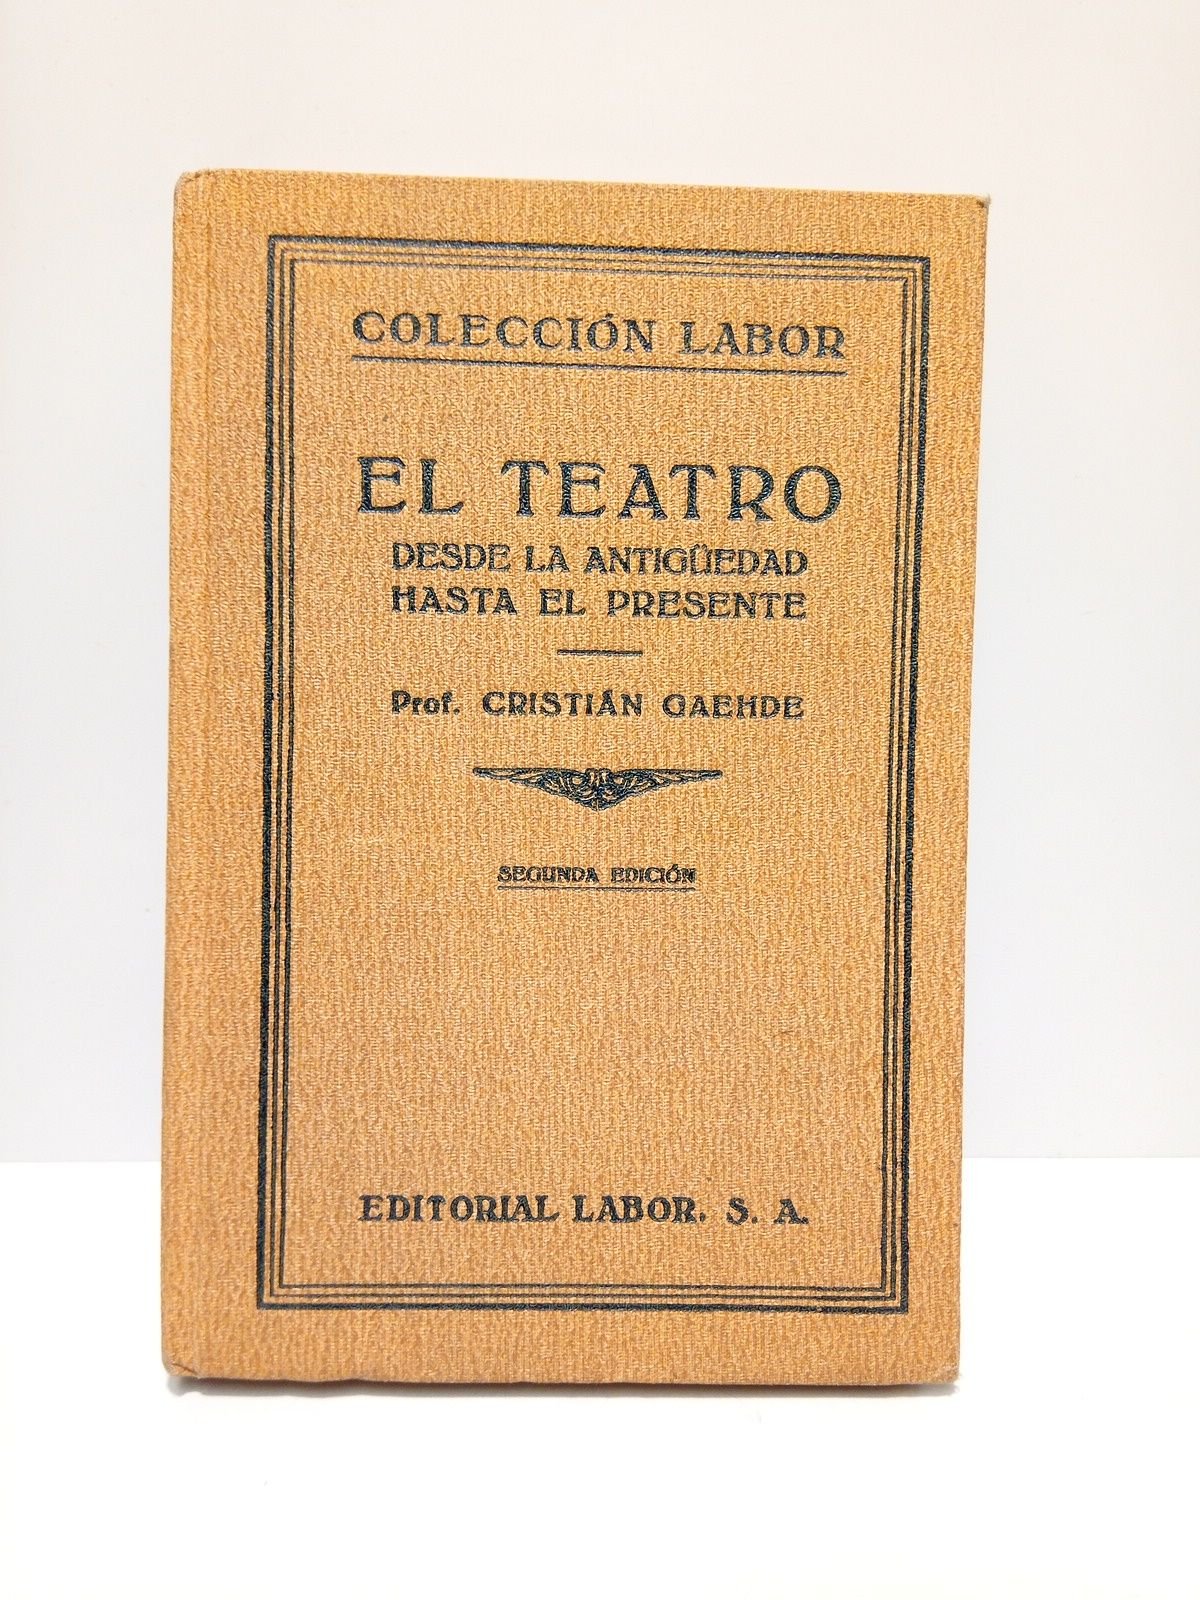 COLECCIÓN LABOR
EL TEATRO
DESDE LA ANTIGÜEDAD
HASTA EL PRESENTE
Prof. CRISTIÁN GAEHDE
SEGUNDA EDICIÓN
EDITORIAL LABOR, S. A.